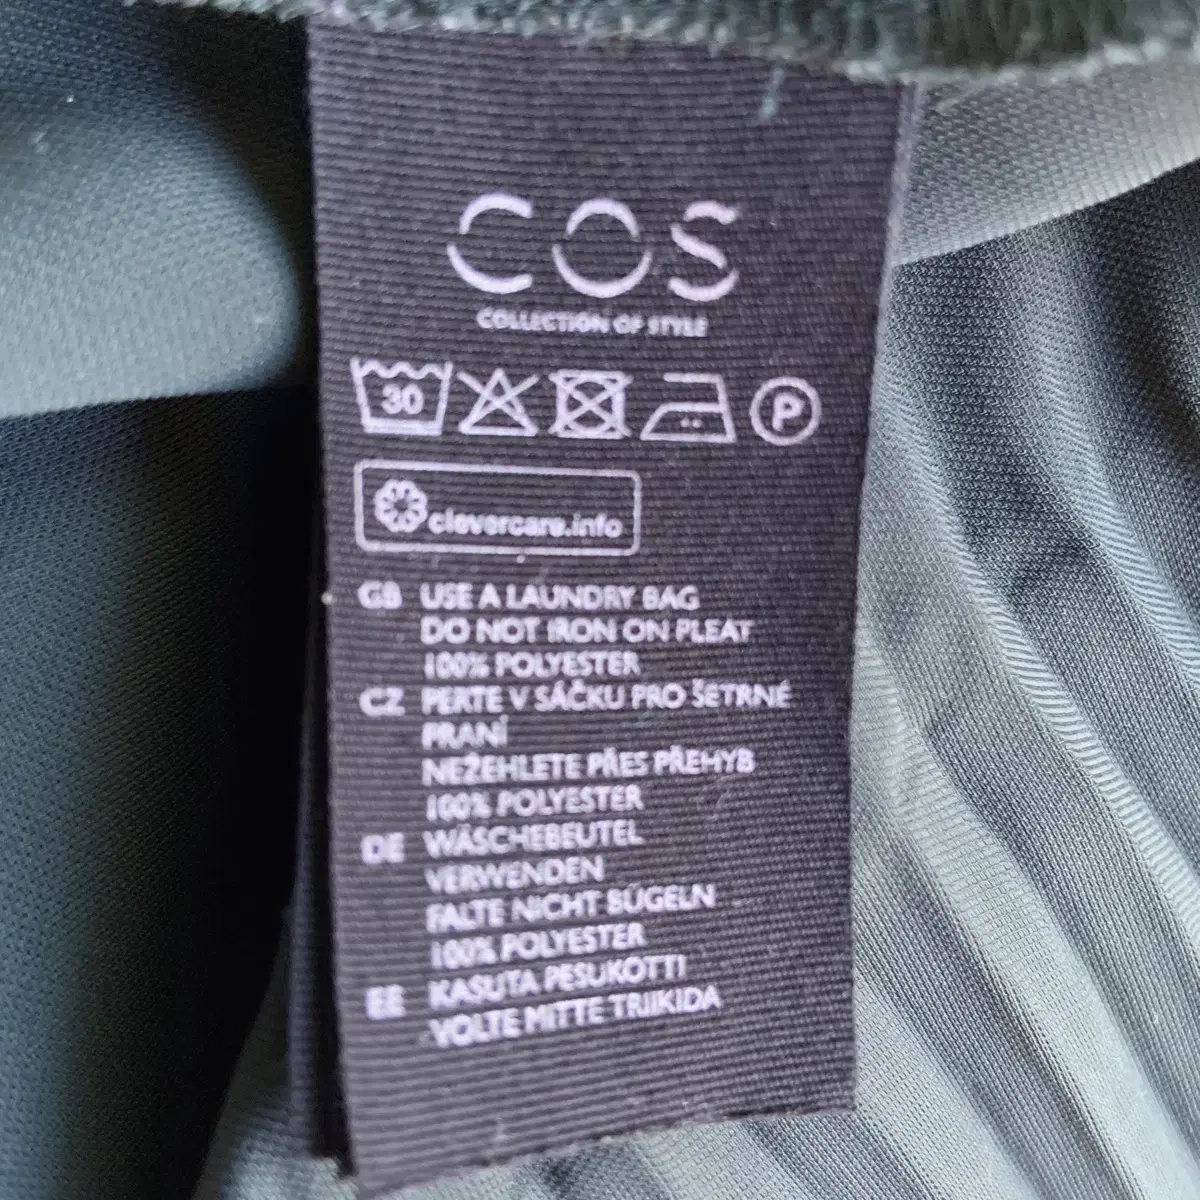 COS
COLLECTION OF STYLE
30 P
clevercare.info
GB USE A LAUNDRY BAG
DO NOT IRON ON PLEAT
100% POLYESTER
CZ PERTE V SÁČKU PRO ŠETRNÉ
PRANÍ
NEŽEHLETE PŘES PŘEHYB
100% POLYESTER
DE WÄSCHEBEUTEL
VERWENDEN
FALTE NICHT BÜGELN
100% POLYESTER
EE KASUTA PESUKOTTI
VOLTE MITTE TRIIKIDA